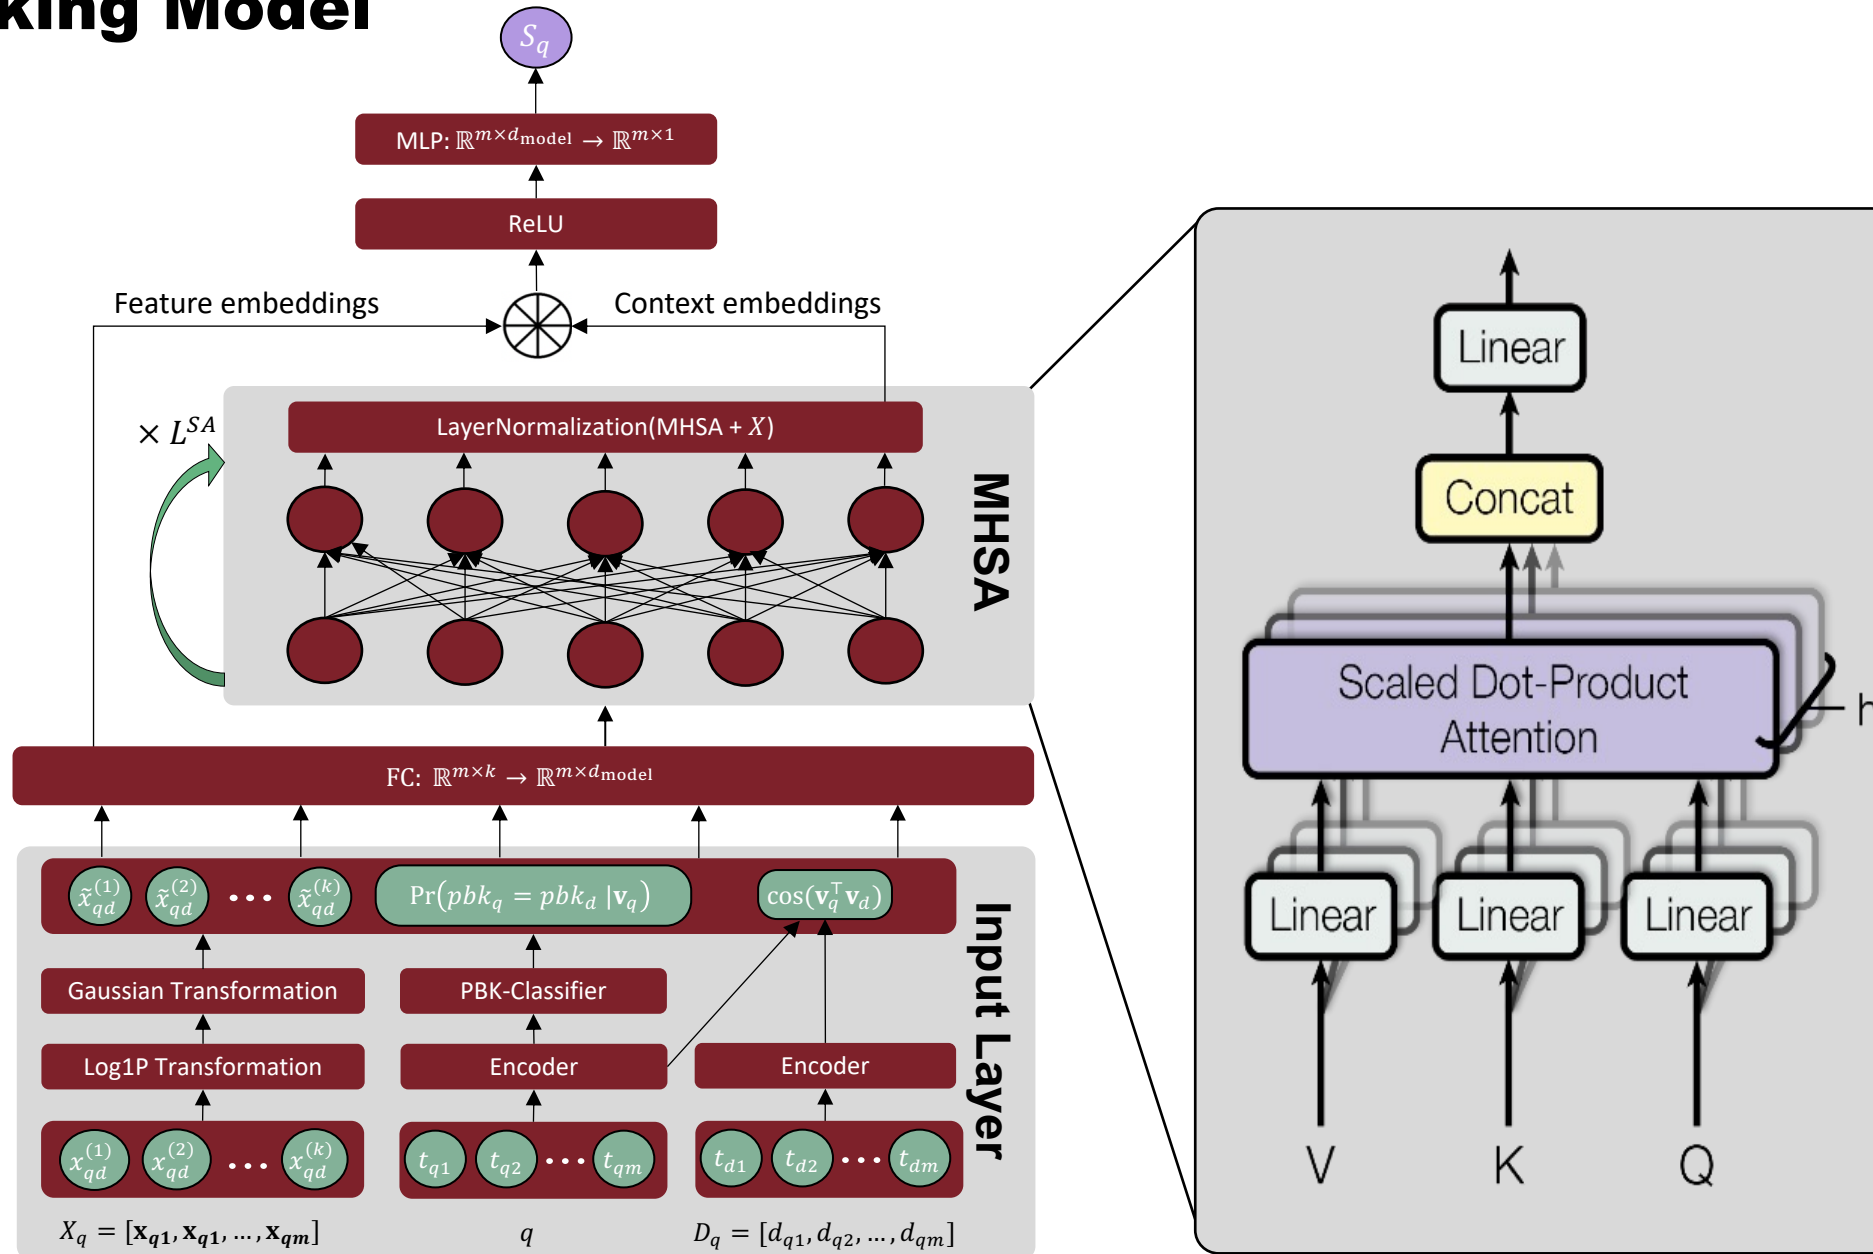 king Model
S_q
MLP: ℝ^{m×d_model} → ℝ^{m×1}
ReLU
Feature embeddings
Context embeddings
× L^{SA}
LayerNormalization(MHSA + X)
MHSA
FC: ℝ^{m×k} → ℝ^{m×d_model}
x̃_{qd}^{(1)} x̃_{qd}^{(2)} ... x̃_{qd}^{(k)} Pr(pbk_q = pbk_d |v_q) cos(v_q^⊤ v_d)
Gaussian Transformation
PBK-Classifier
Log1P Transformation
Encoder
Encoder
x_{qd}^{(1)} x_{qd}^{(2)} ... x_{qd}^{(k)}
t_{q1} t_{q2} ... t_{qm}
t_{d1} t_{d2} ... t_{dm}
X_q = [x_{q1}, x_{q1}, ..., x_{qm}]
q
D_q = [d_{q1}, d_{q2}, ..., d_{qm}]
Input Layer
Linear
Concat
Scaled Dot-Product
Attention
h
Linear
Linear
Linear
V
K
Q